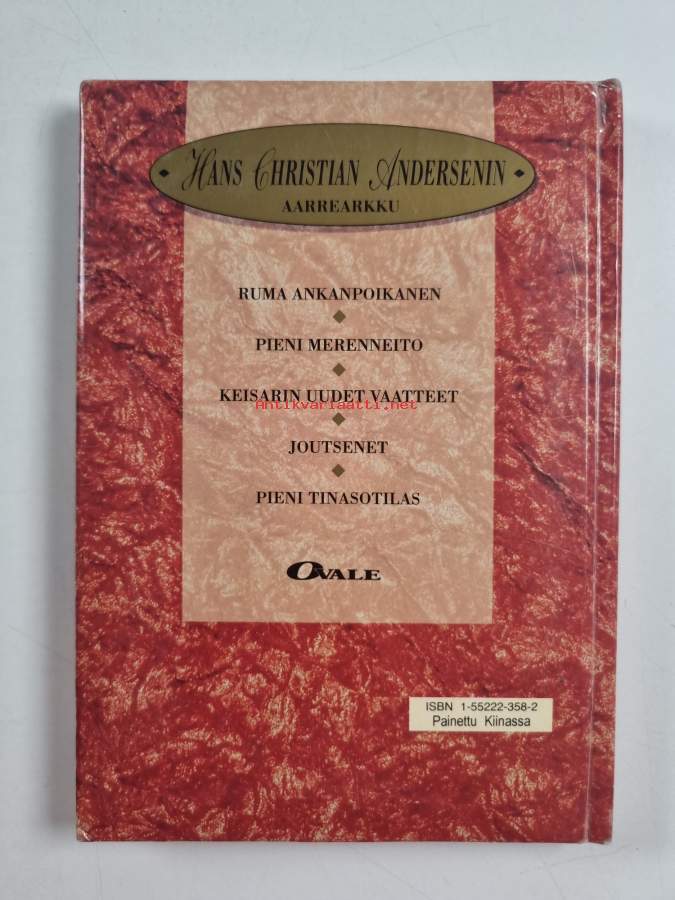 HANS CHRISTIAN ANDERSENIN
AARREARKKU
RUMA ANKANPOIKANEN
PIENI MERENNEITO
KEISARIN UUDET VAATTEET
Antikvariaatti.net
JOUTSENET
PIENI TINASOTILAS
OVALE
ISBN 1-55222-358-2
Painettu Kiinassa